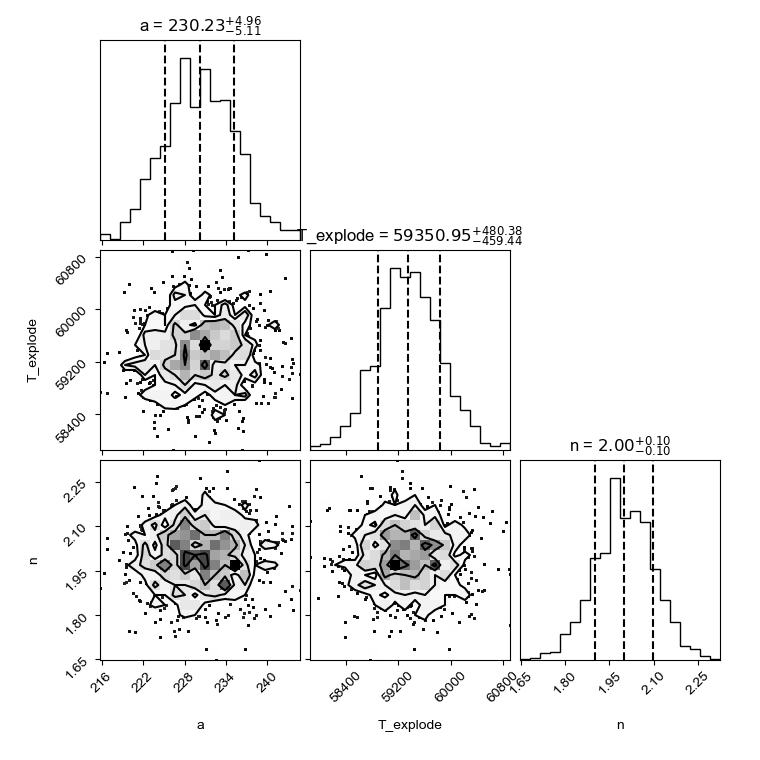 a = 230.23+4.96−5.11
T_explode = 59350.95+480.38−459.44
60800
60000
59200
58400
T_explode
n = 2.00+0.10−0.10
2.25
2.10
1.95
1.80
1.65
n
216 222 228 234 240
58400 59200 60000 60800
1.65 1.80 1.95 2.10 2.25
a T_explode n